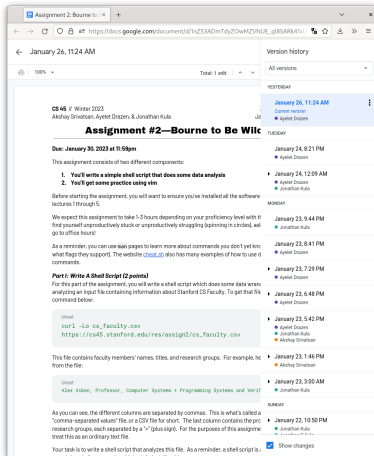 Assignment 2: Bourne to
https://docs.google.com/document/d/1nZS3ADmTdyZOwMZVNUE_
January 26, 11:24 AM
100%
Total: 1 edit
CS 45 // Winter 2023
Akshay Srivatsan, Ayelet Drazen, & Jonathan Kula
Assignment #2—Bourne to Be Wild
Due: January 30, 2023 at 11:59pm
This assignment consists of two different components:
1. You'll write a simple shell script that does some data analysis
2. You'll get some practice using vim
Before starting the assignment, you will want to ensure you've installed all the software
lectures 1 through 5.
We expect this assignment to take 1-3 hours depending on your proficiency level with
find yourself unproductively stuck or unproductively struggling (spinning in circles), ask
go to office hours!
As a reminder, you can use man pages to learn more about commands you don't yet
what flags they support). The website cheat.sh also has many examples of how to use
commands.
Part I: Write A Shell Script (2 points)
For this part of the assignment, you will write a shell script which does some data
analyzing an input file containing information about Stanford CS Faculty. To get that
command below:
Unset
curl -Lo cs_faculty.csv
https://cs45.stanford.edu/res/assign2/cs_faculty.csv
This file contains faculty members' names, titles, and research groups. For example,
from the file:
Unset
Alex Aiken, Professor, Computer Systems + Programming Systems and
As you can see, the different columns are separated by commas. This is what's called a
"comma-separated values" file, or a CSV file for short. The last column contains the
research groups, each separated by a "+" (plus sign). For the purposes of this
treat this as an ordinary text file.
Your task is to write a shell script that analyzes this file. As a reminder, a shell script is
Version history
All versions
YESTERDAY
January 26, 11:24 AM
Current version
Ayelet Drazen
TUESDAY
January 24, 8:21 PM
Ayelet Drazen
January 24, 12:09 AM
Ayelet Drazen
Jonathan Kula
MONDAY
January 23, 9:44 PM
Jonathan Kula
January 23, 8:41 PM
Ayelet Drazen
January 23, 7:29 PM
Ayelet Drazen
January 23, 6:48 PM
Ayelet Drazen
January 23, 5:42 PM
Ayelet Drazen
Jonathan Kula
Akshay Srivatsan
January 23, 1:46 PM
Akshay Srivatsan
January 23, 3:00 AM
Jonathan Kula
SUNDAY
January 22, 10:50 PM
Jonathan Kula
Show changes